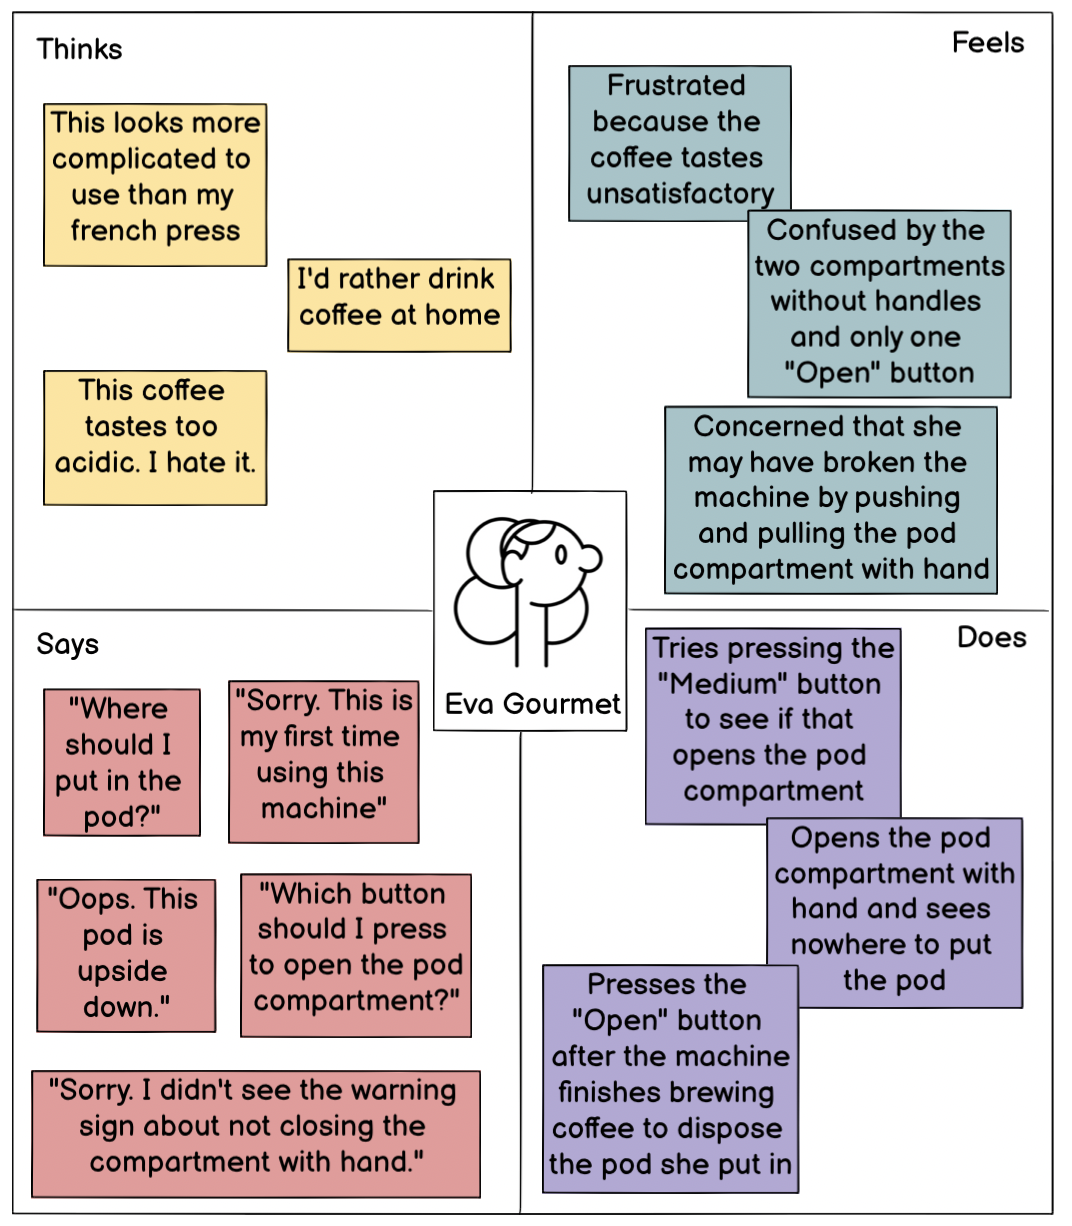 Thinks
This looks more
complicated to
use than my
french press
I'd rather drink
coffee at home
This coffee
tastes too
acidic. I hate it.
Feels
Frustrated
because the
coffee tastes
unsatisfactory
Confused by the
two compartments
without handles
and only one
"Open" button
Concerned that she
may have broken the
machine by pushing
and pulling the pod
compartment with hand
Eva Gourmet
Says
"Where
should I
put in the
pod?"
"Sorry. This is
my first time
using this
machine"
"Oops. This
pod is
upside
down."
"Which button
should I press
to open the pod
compartment?"
"Sorry. I didn't see the warning
sign about not closing the
compartment with hand."
Does
Tries pressing the
"Medium" button
to see if that
opens the pod
compartment
Opens the pod
compartment with
hand and sees
nowhere to put
the pod
Presses the
"Open" button
after the machine
finishes brewing
coffee to dispose
the pod she put in